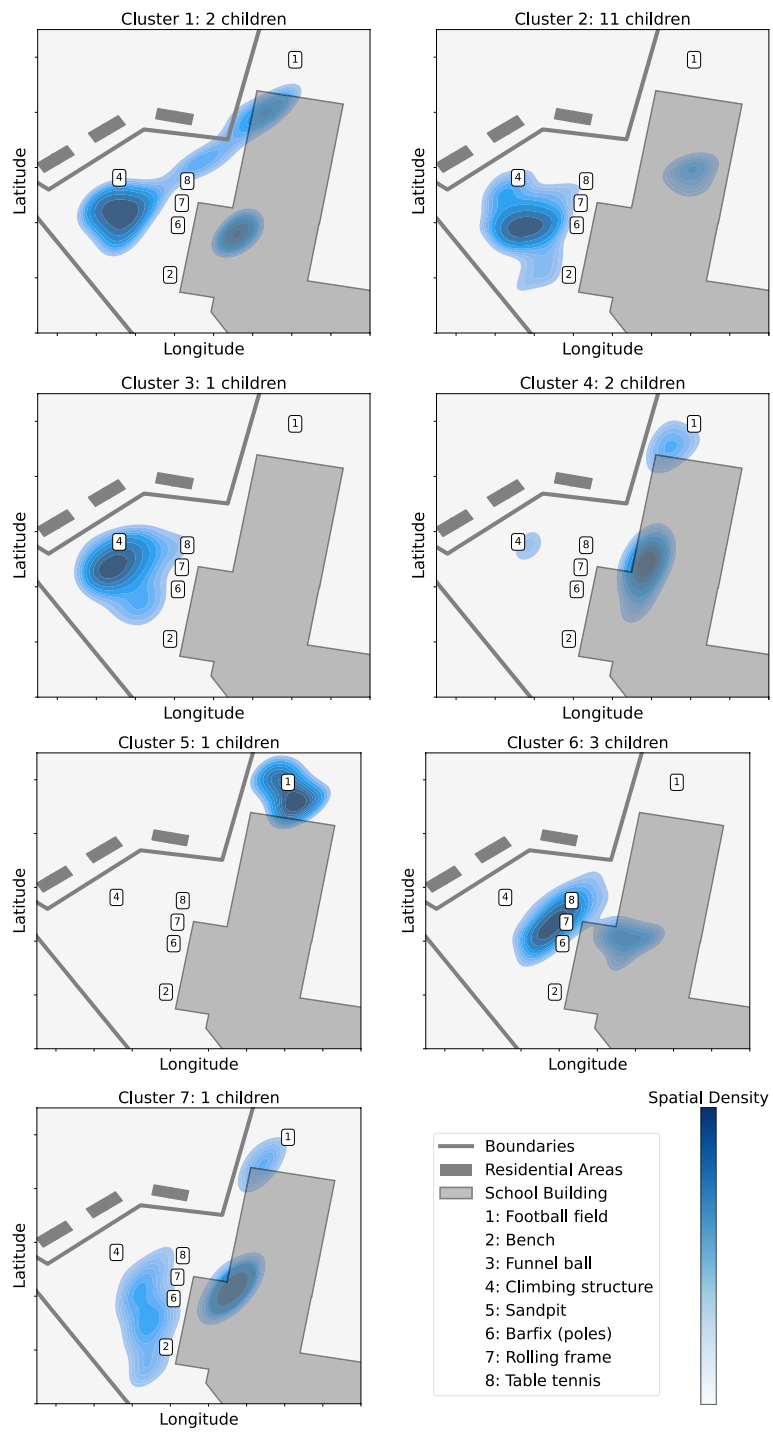 Cluster 1: 2 children
1
4
8
7
6
2
Latitude
Longitude
Cluster 2: 11 children
1
4
8
7
6
2
Latitude
Longitude
Cluster 3: 1 children
1
4
8
7
6
2
Latitude
Longitude
Cluster 4: 2 children
1
4
8
7
6
2
Latitude
Longitude
Cluster 5: 1 children
1
4
8
7
6
2
Latitude
Longitude
Cluster 6: 3 children
1
4
8
7
6
2
Latitude
Longitude
Cluster 7: 1 children
1
4
8
7
6
2
Latitude
Longitude
Spatial Density
Boundaries
Residential Areas
School Building
1: Football field
2: Bench
3: Funnel ball
4: Climbing structure
5: Sandpit
6: Barfix (poles)
7: Rolling frame
8: Table tennis